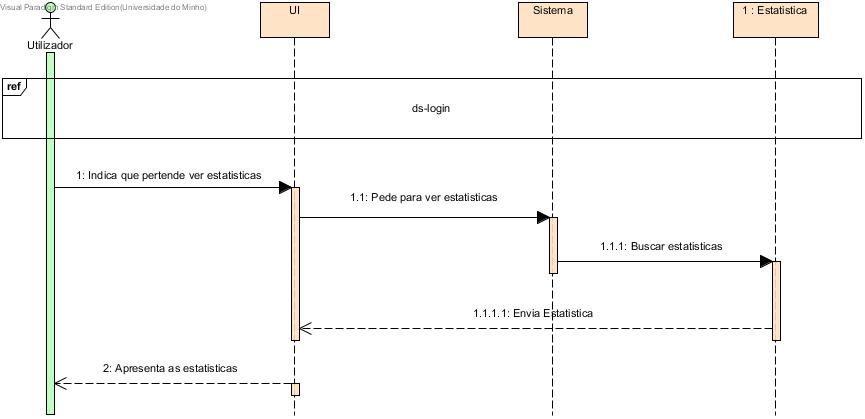 Visual Paradigm Standard Edition(Universidade do Minho)
UI
Sistema
1 : Estatistica
Utilizador
ref
ds-login
1: Indica que pertende ver estatisticas
1.1: Pede para ver estatisticas
1.1.1: Buscar estatisticas
1.1.1.1: Envia Estatistica
2: Apresenta as estatisticas